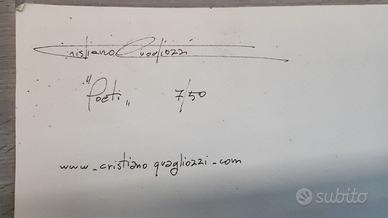 Cristiano Quagliozzi
"Poeti" 7/50
www.cristianoquagliozzi.com
subito